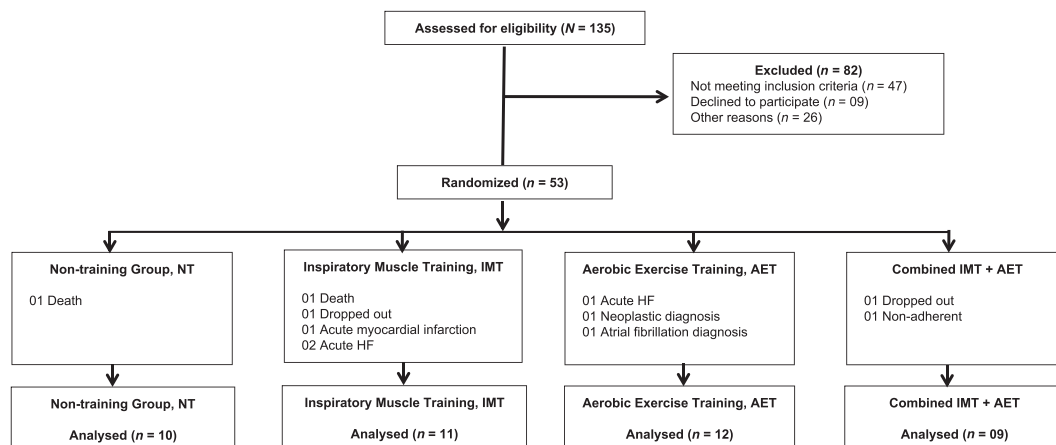 Assessed for eligibility (N = 135)
Excluded (n = 82)
Not meeting inclusion criteria (n = 47)
Declined to participate (n = 09)
Other reasons (n = 26)
Randomized (n = 53)
Non-training Group, NT
01 Death
Inspiratory Muscle Training, IMT
01 Death
01 Dropped out
01 Acute myocardial infarction
02 Acute HF
Aerobic Exercise Training, AET
01 Acute HF
01 Neoplastic diagnosis
01 Atrial fibrillation diagnosis
Combined IMT + AET
01 Dropped out
01 Non-adherent
Non-training Group, NT
Analysed (n = 10)
Inspiratory Muscle Training, IMT
Analysed (n = 11)
Aerobic Exercise Training, AET
Analysed (n = 12)
Combined IMT + AET
Analysed (n = 09)